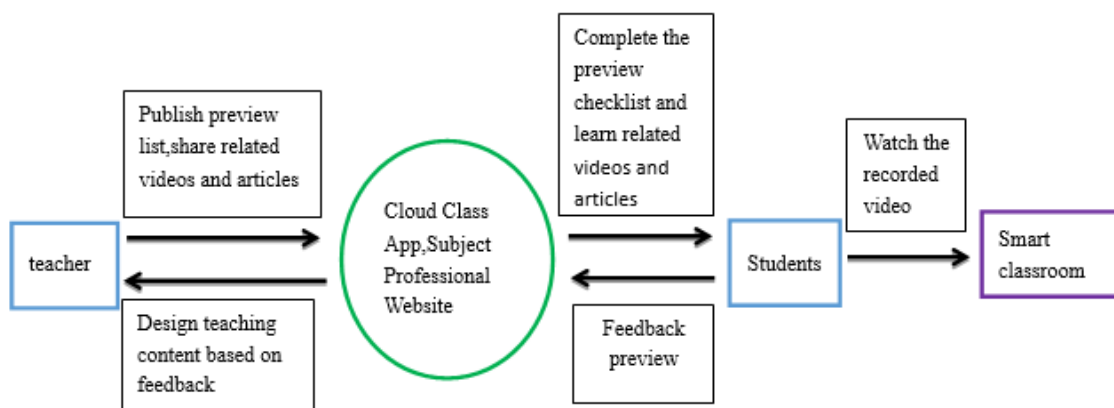 Publish preview
list,share related
videos and articles
Complete the
preview
checklist and
learn related
videos and
articles
Watch the
recorded
video
teacher
Cloud Class
App,Subject
Professional
Website
Students
Smart
classroom
Design teaching
content based on
feedback
Feedback
preview